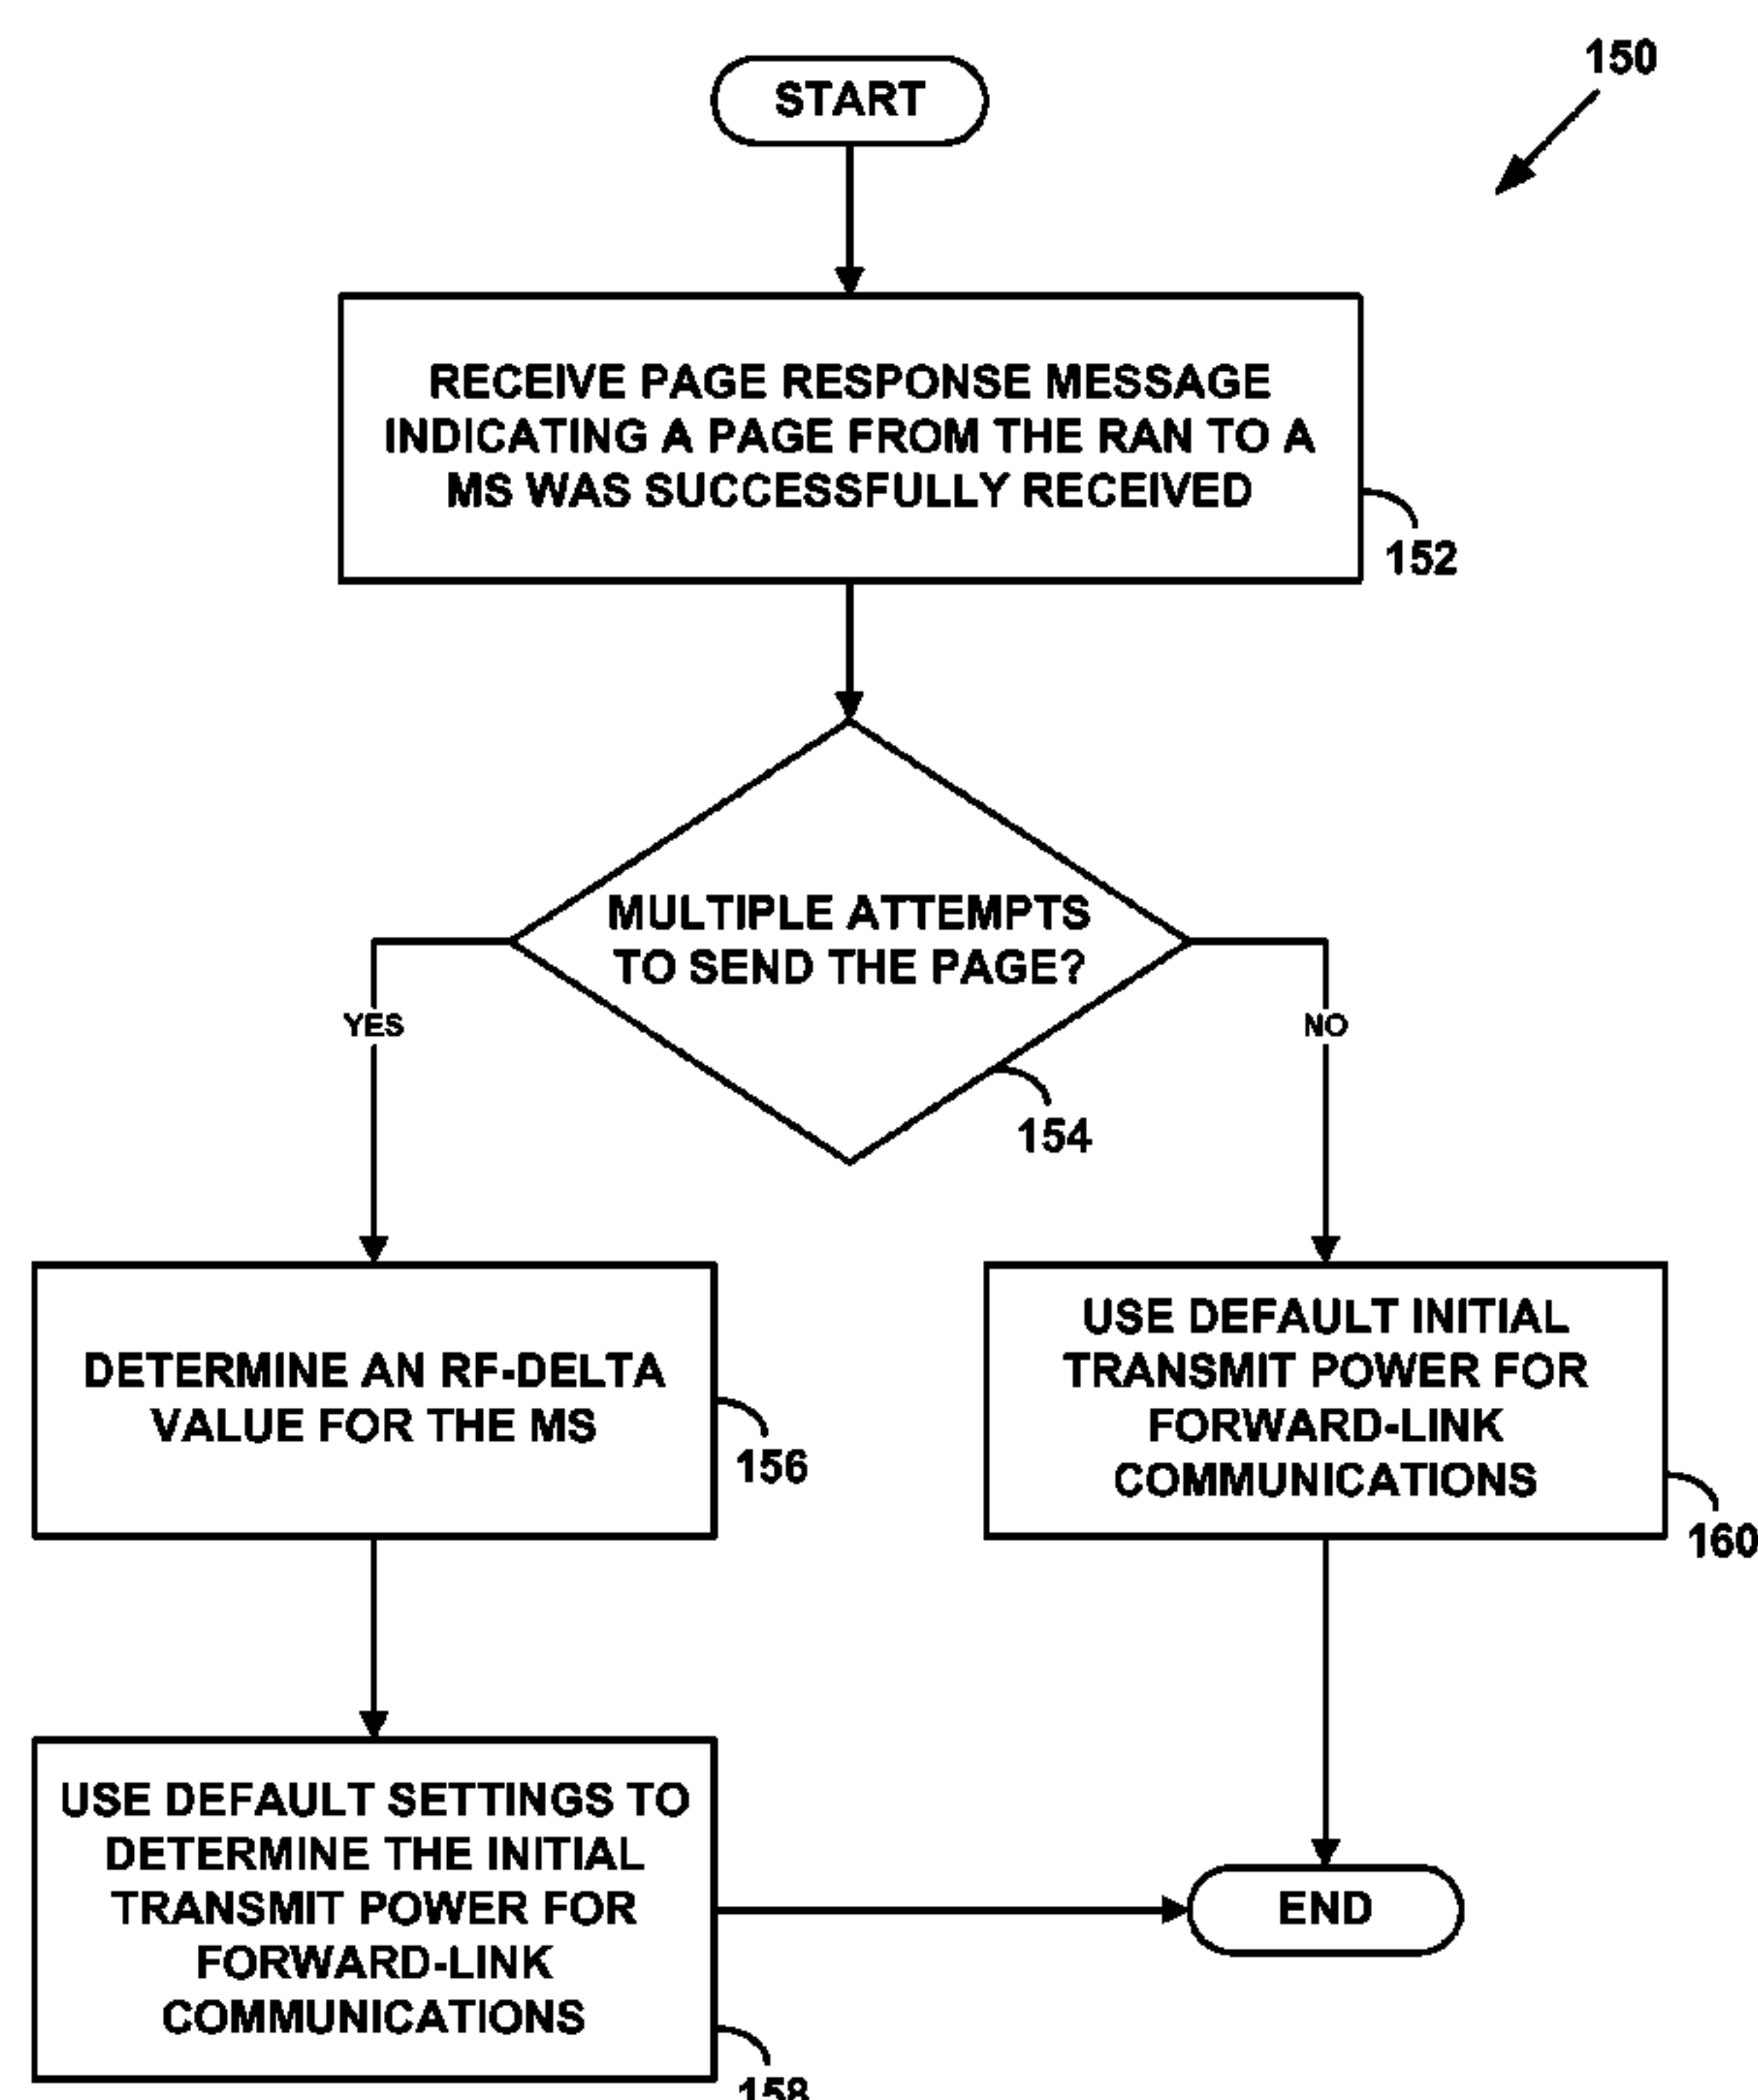 START
150
RECEIVE PAGE RESPONSE MESSAGE
INDICATING A PAGE FROM THE RAN TO A
MS WAS SUCCESSFULLY RECEIVED
152
MULTIPLE ATTEMPTS
TO SEND THE PAGE?
YES
NO
154
DETERMINE AN RF-DELTA
VALUE FOR THE MS
156
USE DEFAULT INITIAL
TRANSMIT POWER FOR
FORWARD-LINK
COMMUNICATIONS
160
USE DEFAULT SETTINGS TO
DETERMINE THE INITIAL
TRANSMIT POWER FOR
FORWARD-LINK
COMMUNICATIONS
158
END